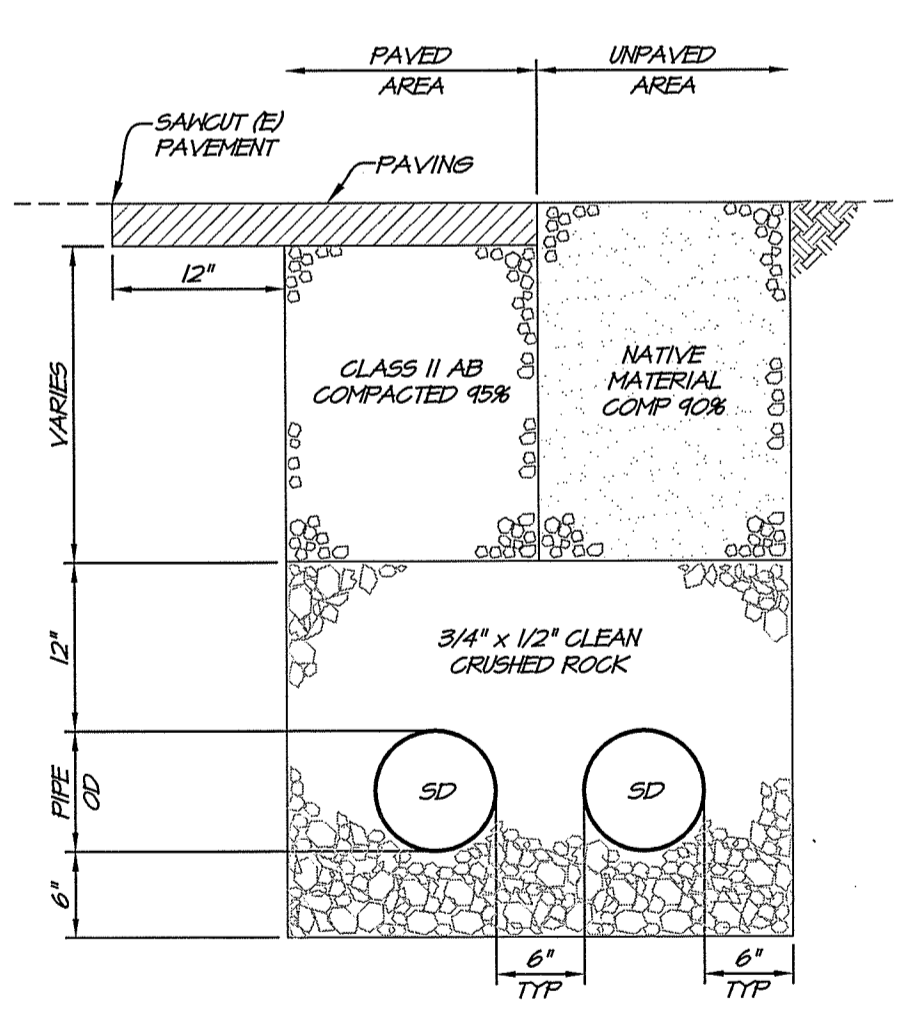 PAVED
AREA
UNPAVED
AREA
SAWCUT (E)
PAVEMENT
PAVING
12"
VARIES
CLASS II AB
COMPACTED 95%
NATIVE
MATERIAL
COMP 90%
12"
3/4" x 1/2" CLEAN
CRUSHED ROCK
PIPE
OD
SD
SD
6"
6"
TYP
6"
TYP